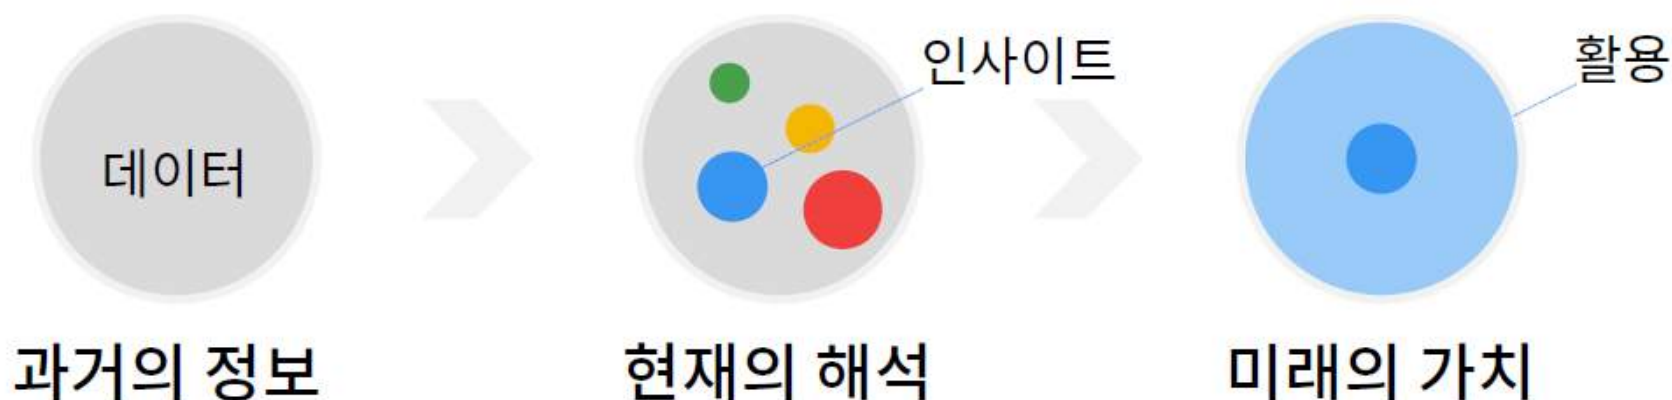 데이터
인사이트
활용
과거의 정보
현재의 해석
미래의 가치